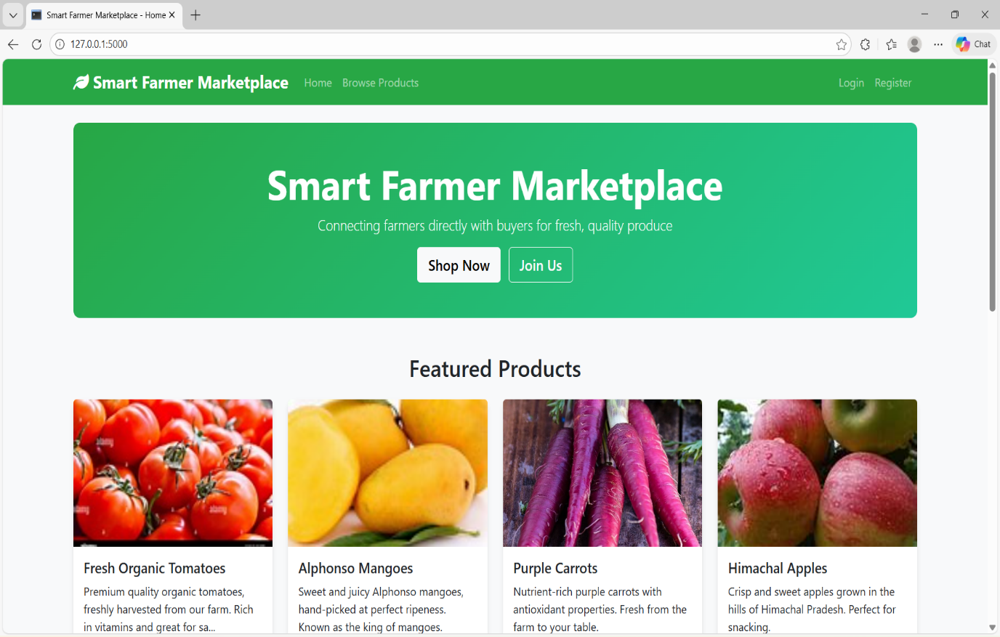 Smart Farmer Marketplace - Home
127.0.0.1:5000
Chat
Smart Farmer Marketplace
Home
Browse Products
Login
Register
Smart Farmer Marketplace
Connecting farmers directly with buyers for fresh, quality produce
Shop Now
Join Us
Featured Products
alamy
alamy
alamy
Fresh Organic Tomatoes
Premium quality organic tomatoes,
freshly harvested from our farm. Rich
in vitamins and great for sa...
Alphonso Mangoes
Sweet and juicy Alphonso mangoes,
hand-picked at perfect ripeness.
Known as the king of mangoes.
Purple Carrots
Nutrient-rich purple carrots with
antioxidant properties. Fresh from the
farm to your table.
Himachal Apples
Crisp and sweet apples grown in the
hills of Himachal Pradesh. Perfect for
snacking.